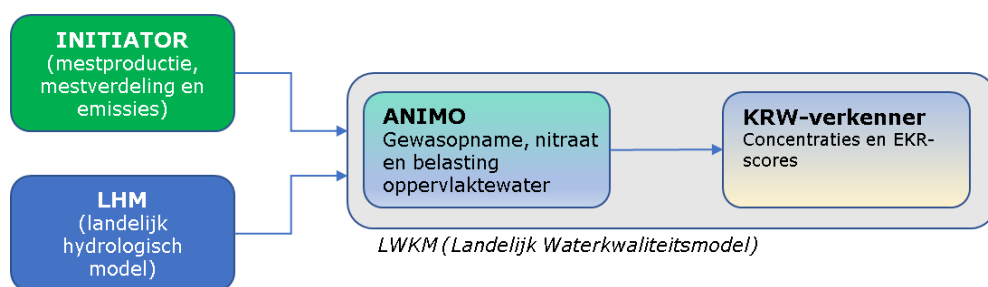 INITIATOR
(mestproductie,
mestverdeling en
emissies)
LHM
(landelijk
hydrologisch
model)
ANIMO
Gewasopname, nitraat
en belasting
oppervlaktewater
KRW-verkenner
Concentraties en EKR-
scores
LWKM (Landelijk Waterkwaliteitsmodel)